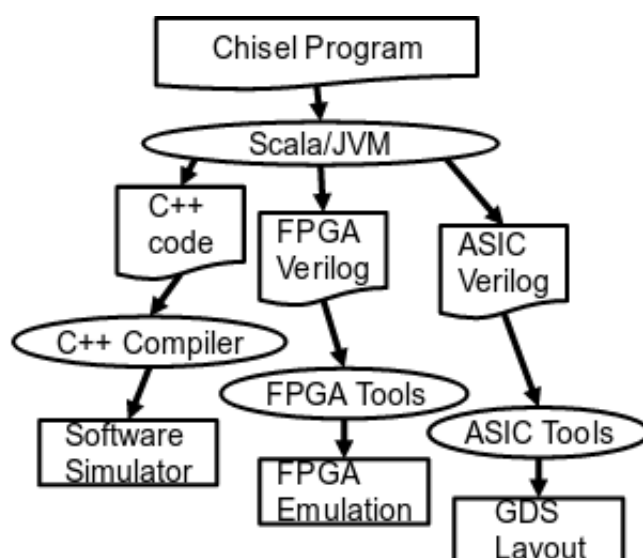 Chisel Program
Scala/JVM
C++
code
FPGA
Verilog
ASIC
Verilog
C++ Compiler
FPGA Tools
ASIC Tools
Software
Simulator
FPGA
Emulation
GDS
Layout